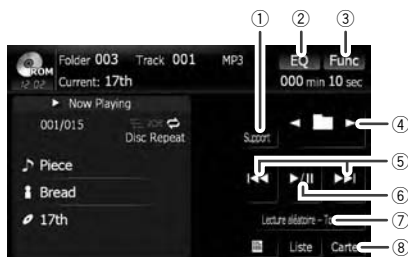 ① ② ③
ROM Folder 003 Track 001 MP3 EQ Func
12:02 Current: 17th 000 min 10 sec
Now Playing
001/015
Disc Repeat
Support
④
Piece
⑤
Bread
⑥
17th
Lecture aléatoire –
⑦
Liste Carte
⑧